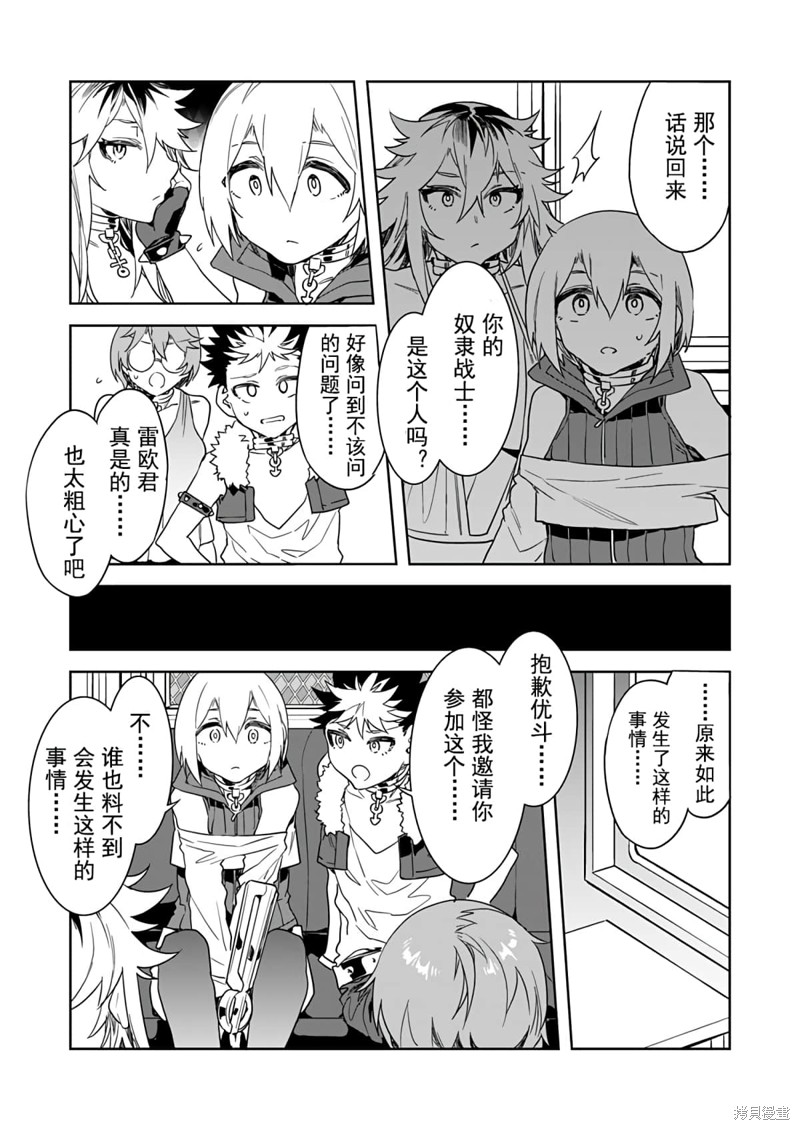 那个……
话说回来
你的
奴隶战士……
是这个人吗?
好像问到不该问
的问题了……
雷欧君
真是的……
也太粗心了吧
……原来如此
发生了这样的
事情……
抱歉优斗……
都怪我邀请你
参加这个……
不……
谁也料不到
会发生这样的
事情……
拷贝漫畫